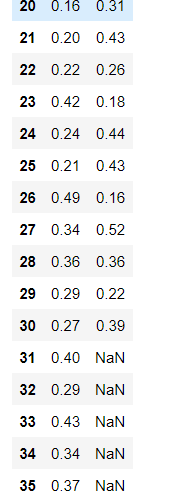 20 0.16 0.31
21 0.20 0.43
22 0.22 0.26
23 0.42 0.18
24 0.24 0.44
25 0.21 0.43
26 0.49 0.16
27 0.34 0.52
28 0.36 0.36
29 0.29 0.22
30 0.27 0.39
31 0.40 NaN
32 0.29 NaN
33 0.43 NaN
34 0.34 NaN
35 0.37 NaN